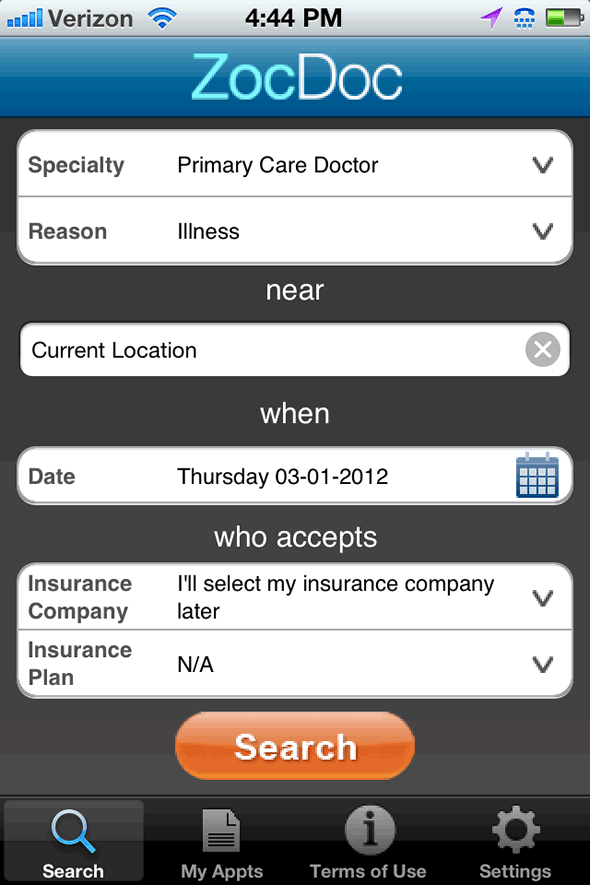 Verizon 4:44 PM
ZocDoc
Specialty Primary Care Doctor
Reason Illness
near
Current Location
when
Date Thursday 03-01-2012
who accepts
Insurance Company I'll select my insurance company later
Insurance Plan N/A
Search
Search My Appts Terms of Use Settings